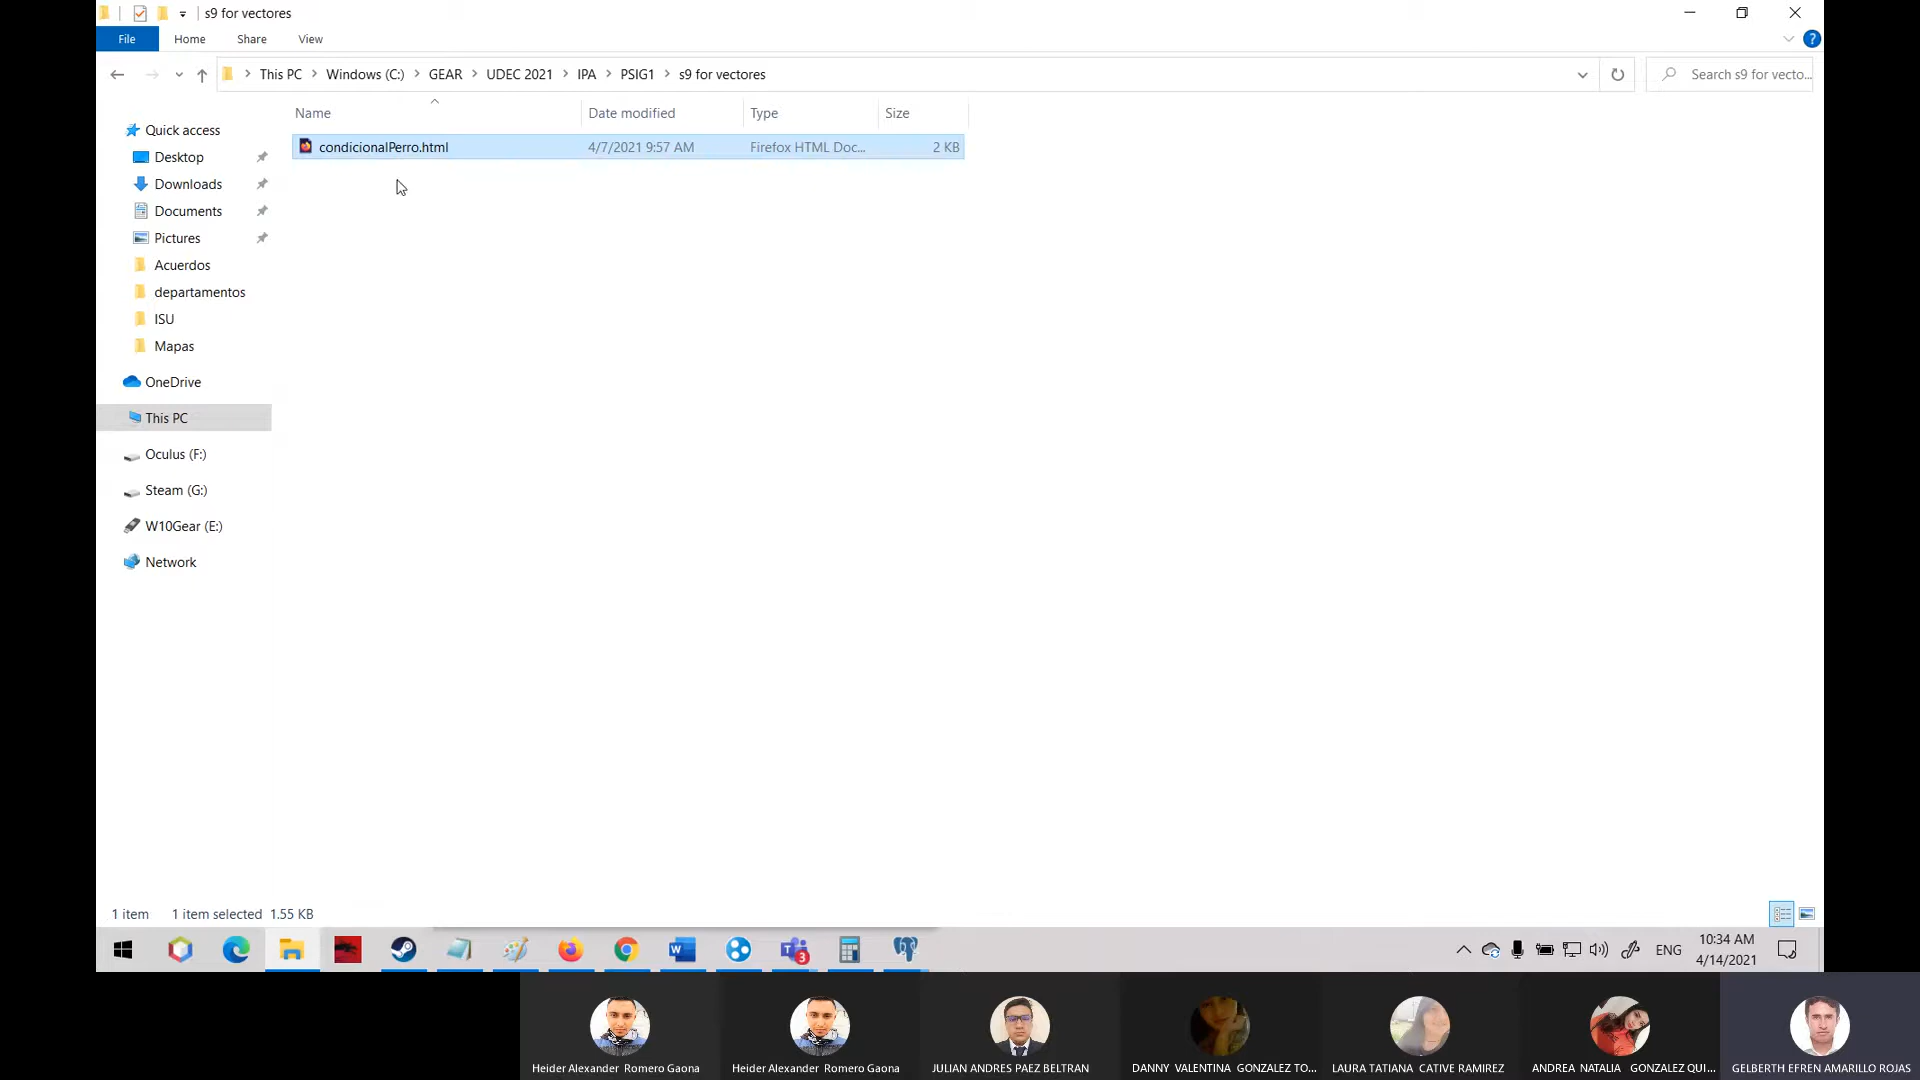 s9 for vectores
File Home Share View
This PC Windows (C:) GEAR UDEC 2021 IPA PSIG1 s9 for vectores
Search s9 for vecto...
Name Date modified Type Size
condicionalPerro.html 4/7/2021 9:57 AM Firefox HTML Doc... 2 KB
Quick access
Desktop
Downloads
Documents
Pictures
Acuerdos
departamentos
ISU
Mapas
OneDrive
This PC
Oculus (F:)
Steam (G:)
W10Gear (E:)
Network
1 item 1 item selected 1.55 KB
3
ENG
10:34 AM
4/14/2021
Heider Alexander Romero Gaona
Heider Alexander Romero Gaona
JULIAN ANDRES PAEZ BELTRAN
DANNY VALENTINA GONZALEZ TO...
LAURA TATIANA CATIVE RAMIREZ
ANDREA NATALIA GONZALEZ QUI...
GELBERTH EFREN AMARILLO ROJAS